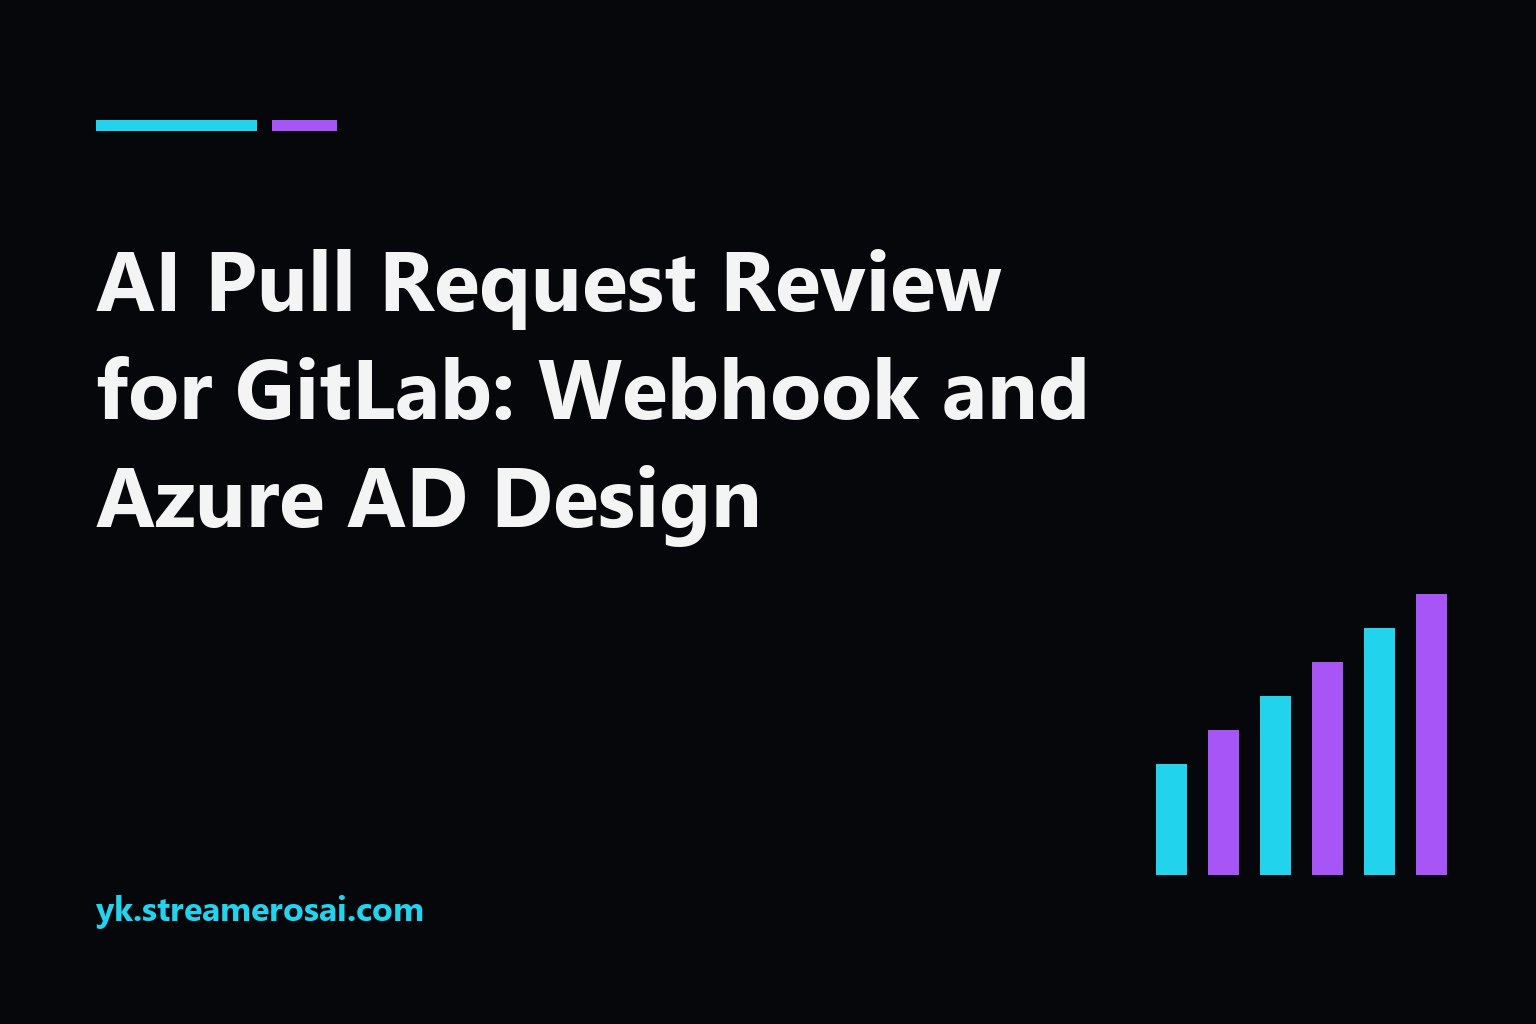 AI Pull Request Review
for GitLab: Webhook and
Azure AD Design
yk.streamerosai.com